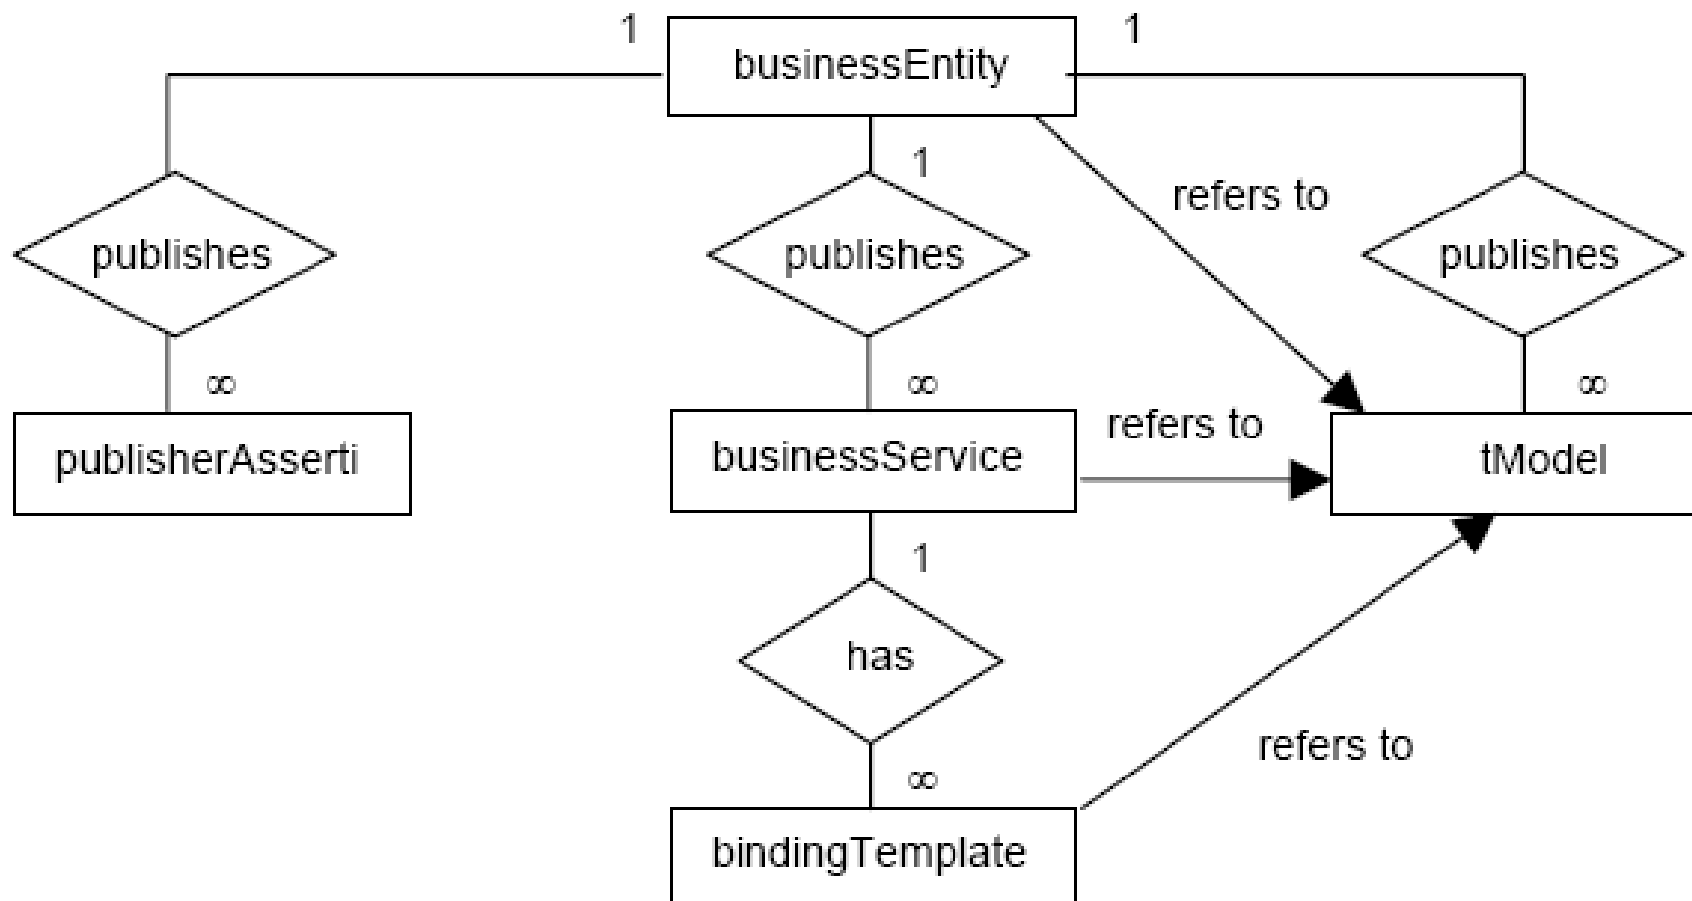 1
businessEntity
1
1
refers to
publishes
publishes
publishes
∞
∞
∞
refers to
publisherAsserti
businessService
tModel
1
has
refers to
∞
bindingTemplate